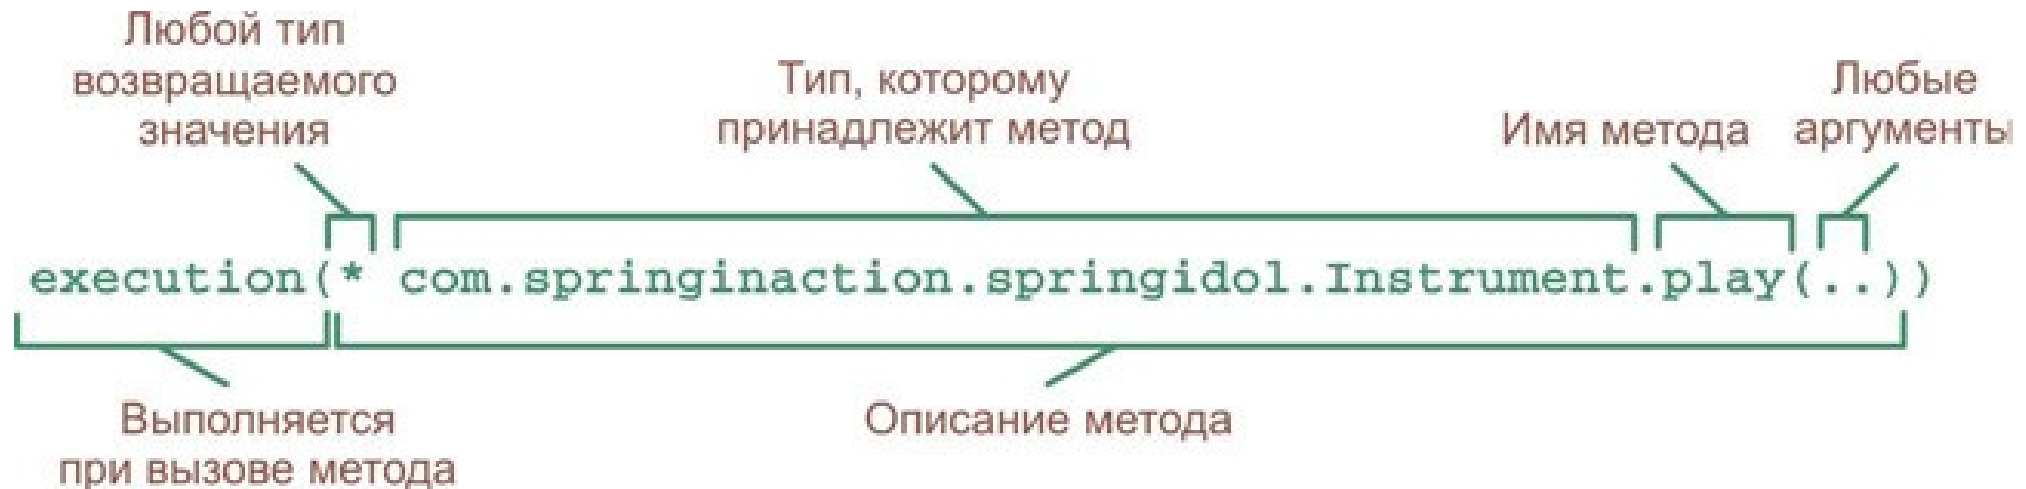 Любой тип
возвращаемого
значения
Тип, которому
принадлежит метод
Имя метода
Любые
аргументы
execution(* com.springinaction.springidol.Instrument.play(..))
Выполняется
при вызове метода
Описание метода